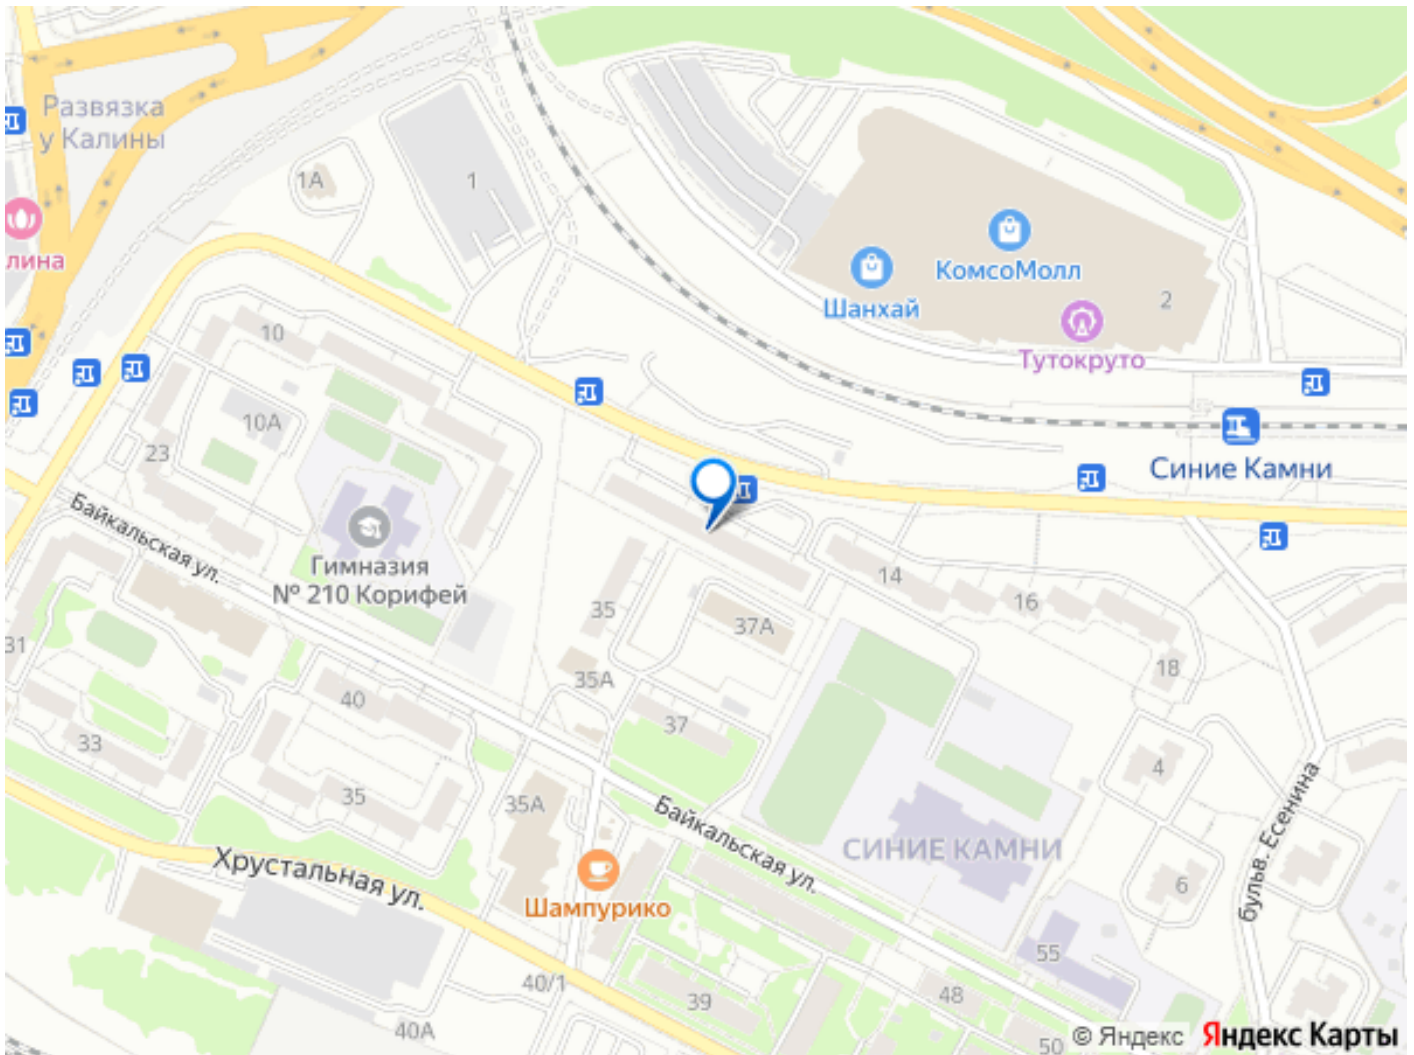 Развязка
у Калины
1А
1
лина
КомсоМолл
Шанхай
2
Тутокруто
10
10А
23
Синие Камни
Байкальская ул.
Гимназия
№ 210 Корифей
14
16
35
37А
18
31
35А
40
37
33
4
35
35А
Байкальская ул.
СИНИЕ КАМНИ
бульв. Есенина
Хрустальная ул.
6
Шампурико
55
40/1
39
48
40А
50
© Яндекс
Яндекс Карты